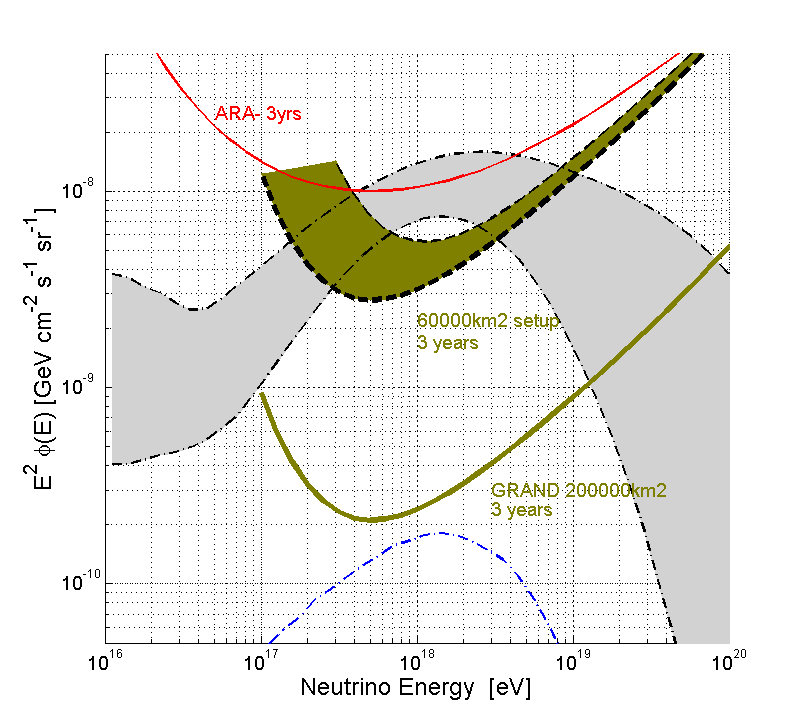 ARA- 3yrs
10^-8
60000km2 setup
3 years
10^-9
GRAND 200000km2
3 years
10^-10
E^2 ϕ(E) [GeV cm^-2 s^-1 sr^-1]
10^16 10^17 10^18 10^19 10^20
Neutrino Energy [eV]